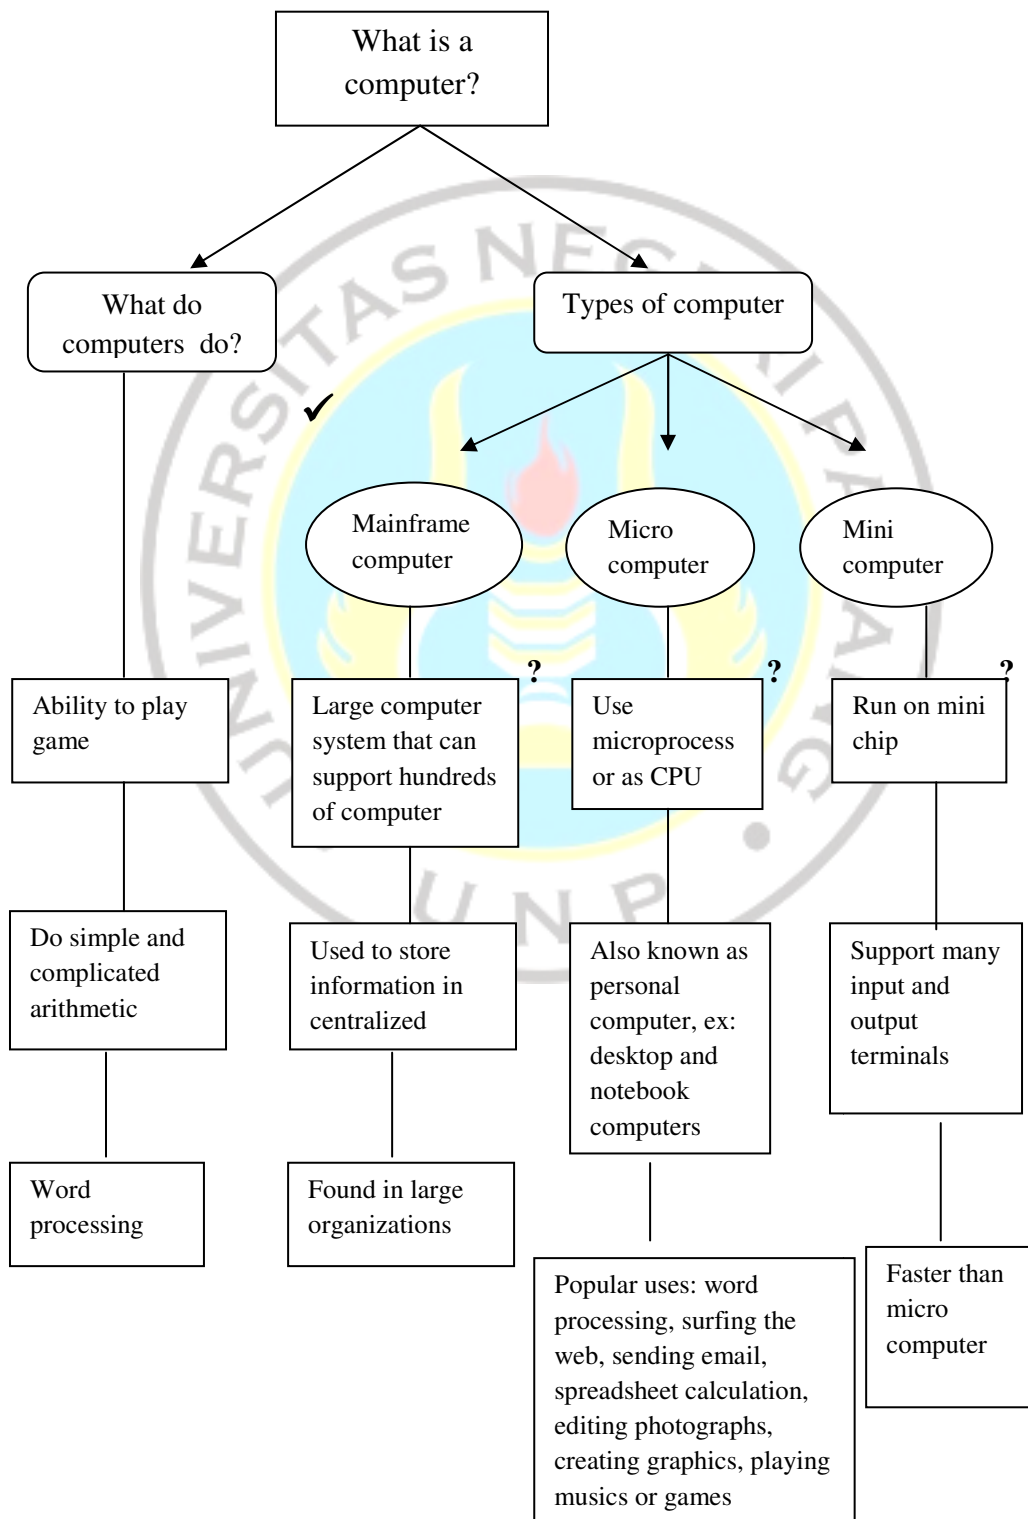 What is a
computer?
What do
computers do?
Types of computer
Mainframe
computer
Micro
computer
Mini
computer
?
?
?
Ability to play
game
Large computer
system that can
support hundreds
of computer
Use
microprocess
or as CPU
Run on mini
chip
Do simple and
complicated
arithmetic
Used to store
information in
centralized
Also known as
personal
computer, ex:
desktop and
notebook
computers
Support many
input and
output
terminals
Word
processing
Found in large
organizations
Popular uses: word
processing, surfing the
web, sending email,
spreadsheet calculation,
editing photographs,
creating graphics, playing
musics or games
Faster than
micro
computer
UNIVERSITAS NEGERI PADANG
UNP